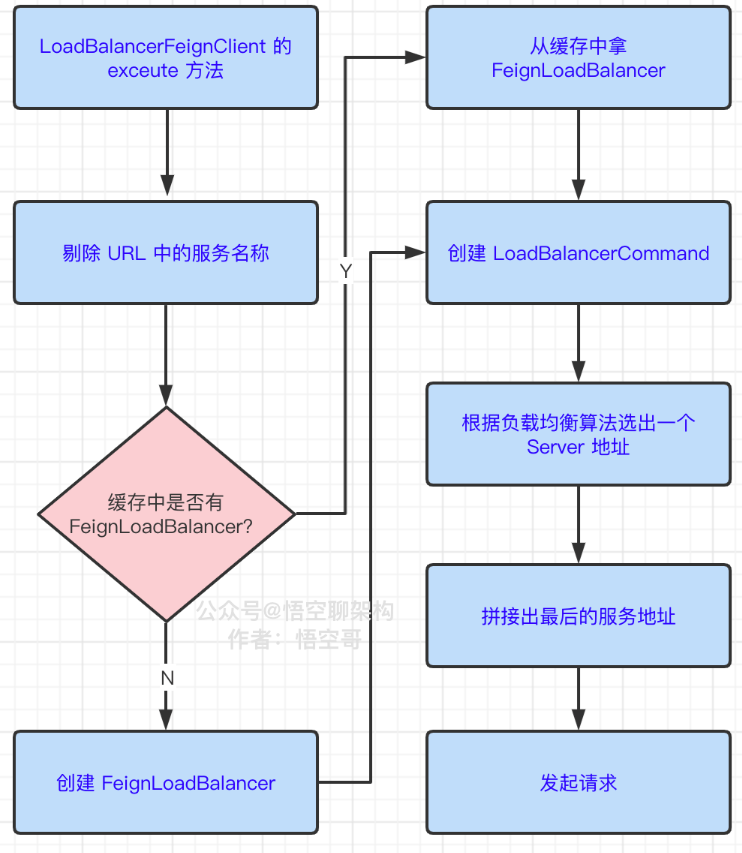 LoadBalancerFeignClient 的
exceute 方法
剔除 URL 中的服务名称
缓存中是否有
FeignLoadBalancer?
N
创建 FeignLoadBalancer
Y
从缓存中拿
FeignLoadBalancer
创建 LoadBalancerCommand
根据负载均衡算法选出一个
Server 地址
拼接出最后的服务地址
发起请求
公众号@悟空聊架构
作者：悟空哥